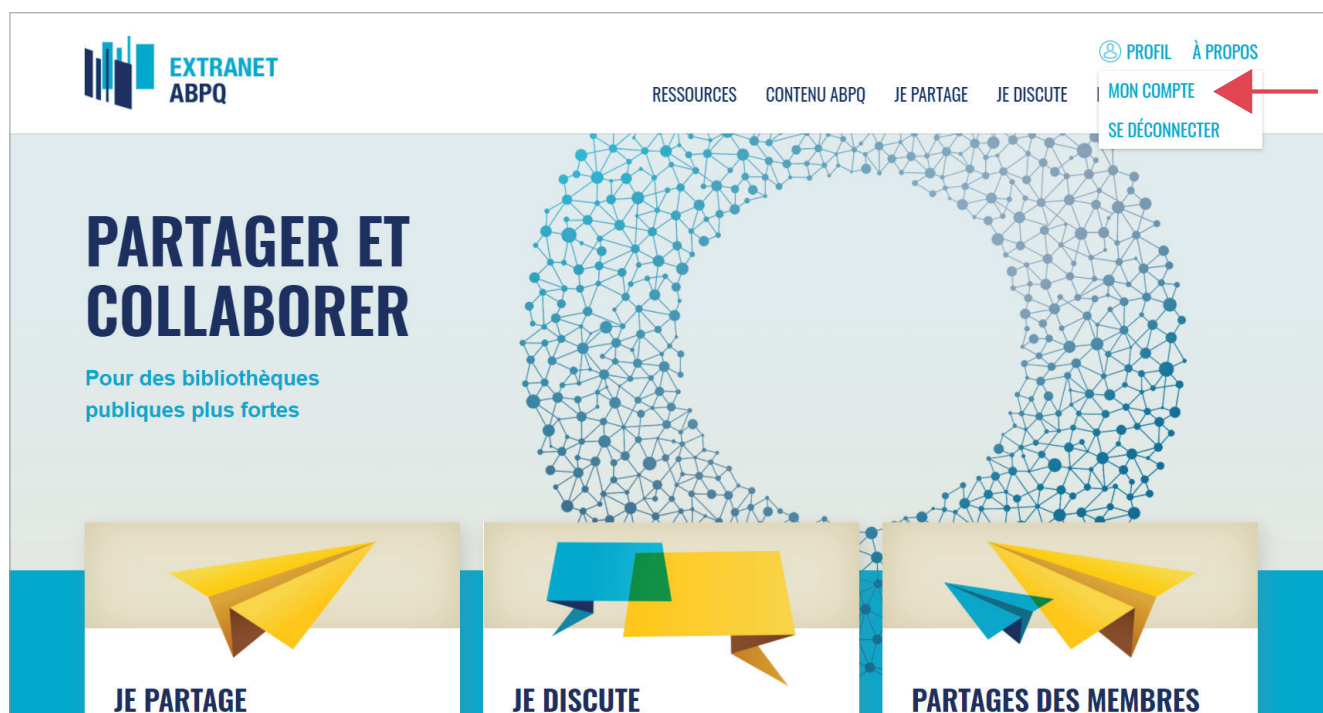 EXTRANET
ABPQ
PROFIL À PROPOS
RESSOURCES CONTENU ABPQ JE PARTAGE JE DISCUTE
MON COMPTE
SE DÉCONNECTER
PARTAGER ET
COLLABORER
Pour des bibliothèques
publiques plus fortes
JE PARTAGE
JE DISCUTE
PARTAGES DES MEMBRES